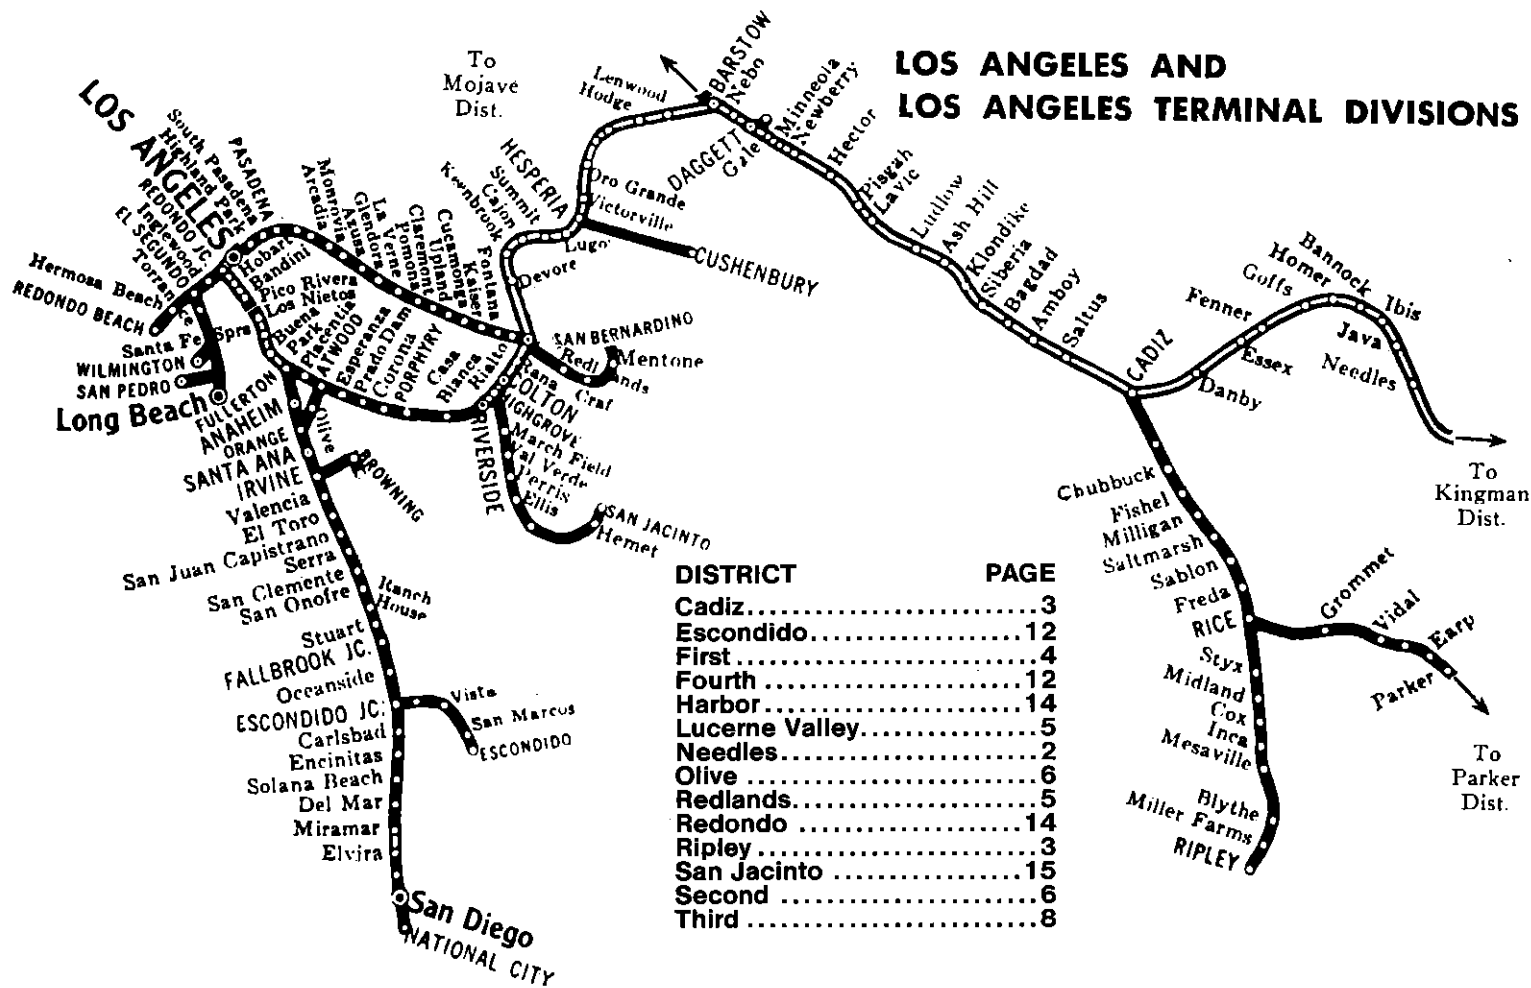 LOS ANGELES AND
LOS ANGELES TERMINAL DIVISIONS
To
Mojave
Dist.
BARSTOW
Nebo
Lenwood
Hodge
DAGGETT
Gale
Minneola
Newberry
Hector
Pisgah
Lavic
Ludlow
Ash Hill
Klondike
Siberia
Bagdad
Amboy
Saltus
CADIZ
Danby
Essex
Fenner
Goffs
Homer
Bannock
Ibis
Java
Needles
To
Kingman
Dist.
HESPERIA
Oro Grande
Victorville
CUSHENBURY
Lugo
Summit
Cajon
Keenbrook
Devore
LOS ANGELES
South Pasadena
Highland Park
PASADENA
REDONDO JC.
Inglewood
EL SEGUNDO
Torrance
Hermosa Beach
REDONDO BEACH
Hobart
Bandini
Pico Rivera
Los Nietos
Santa Fe Spra
Buena
Park
Placentia
ATWOOD
Esperansa
Prado Dam
Corona
PORPHYRY
Casa
Blanca
Rialto
Arcadia
Monrovia
Azusa
Glendora
La Verne
Pomona
Claremont
Upland
Cucamonga
Kaiser
Fontana
SAN BERNARDINO
Redlands
Mentone
Craf
Rana
COLTON
HIGHGROVE
RIVERSIDE
March Field
Val Verde
Perris
Ellis
SAN JACINTO
Hemet
WILMINGTON
SAN PEDRO
Long Beach
FULLERTON
ANAHEIM
ORANGE
Olive
SANTA ANA
IRVINE
BROWNING
Valencia
El Toro
San Juan Capistrano
Serra
San Clemente
San Onofre
Ranch
House
Stuart
FALLBROOK JC.
Oceanside
ESCONDIDO JC.
Vista
San Marcos
ESCONDIDO
Carlsbad
Encinitas
Solana Beach
Del Mar
Miramar
Elvira
San Diego
NATIONAL CITY
Chubbuck
Fishel
Milligan
Saltmarsh
Sablon
Freda
RICE
Grommet
Vidal
Earp
Parker
To
Parker
Dist.
Styx
Midland
Cox
Inca
Mesaville
Blythe
Miller Farms
RIPLEY
DISTRICT PAGE
Cadiz 3
Escondido 12
First 4
Fourth 12
Harbor 14
Lucerne Valley 5
Needles 2
Olive 6
Redlands 5
Redondo 14
Ripley 3
San Jacinto 15
Second 6
Third 8